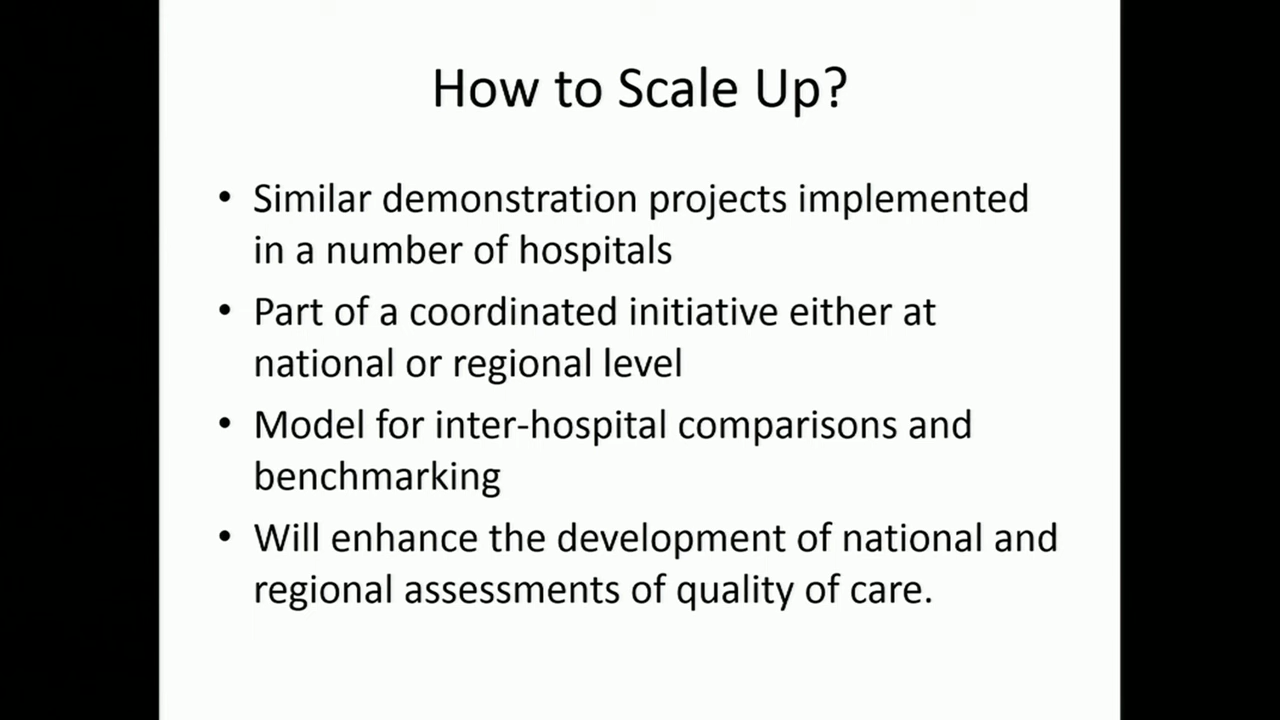 How to Scale Up?
• Similar demonstration projects implemented
in a number of hospitals
• Part of a coordinated initiative either at
national or regional level
• Model for inter-hospital comparisons and
benchmarking
• Will enhance the development of national and
regional assessments of quality of care.